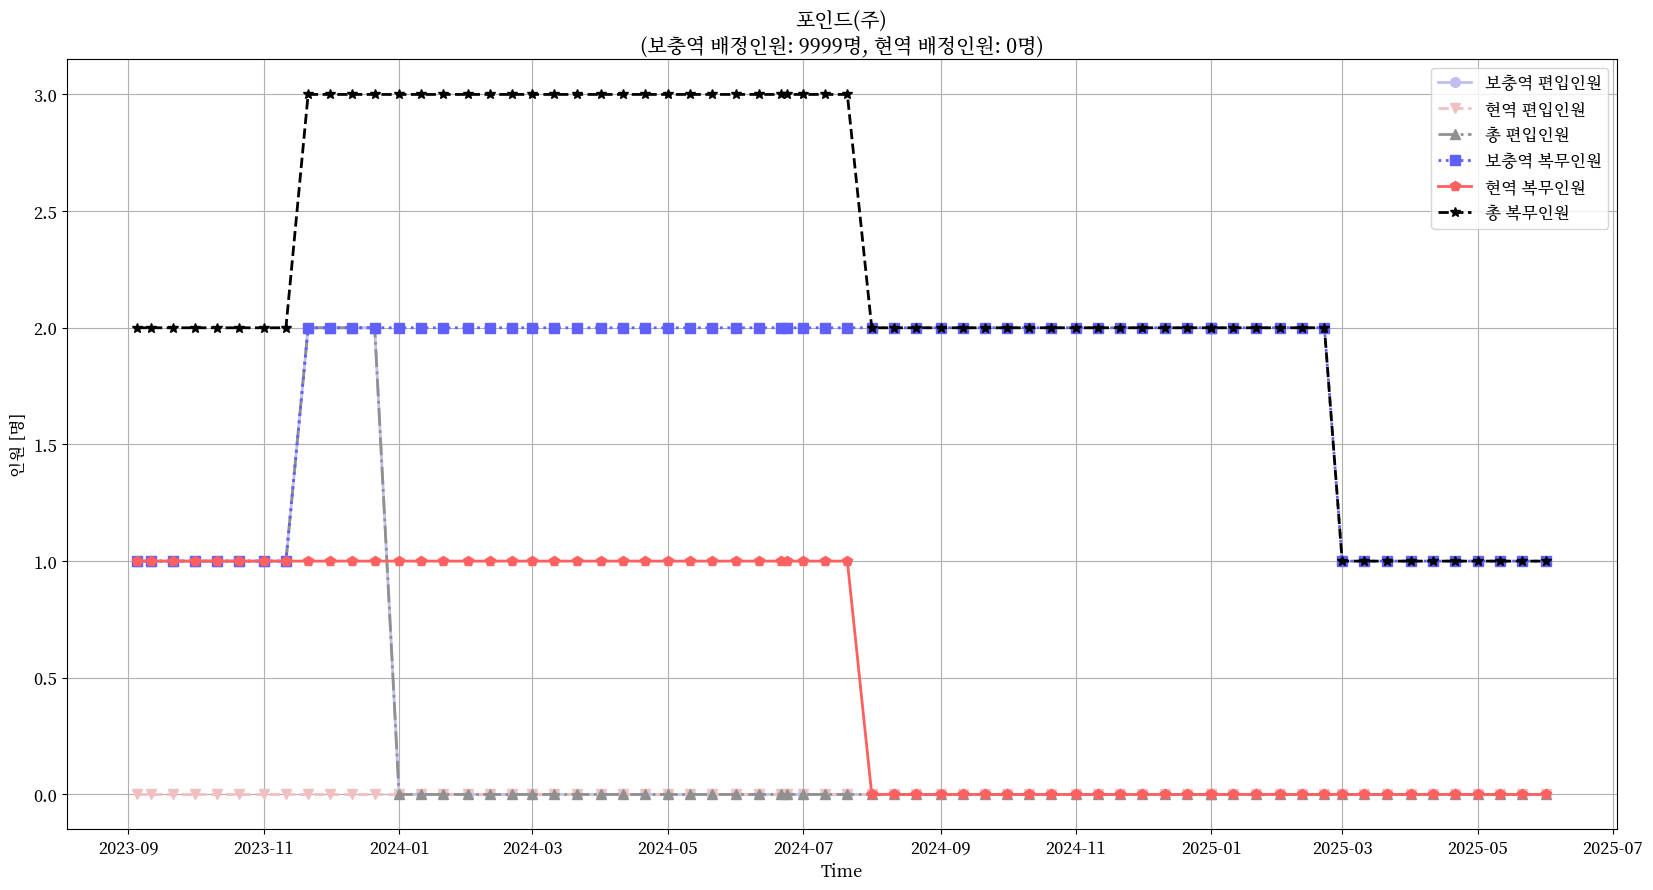 포인드(주)
(보충역 배정인원: 9999명, 현역 배정인원: 0명)
보충역 편입인원
현역 편입인원
총 편입인원
보충역 복무인원
현역 복무인원
총 복무인원
인원 [명]
3.0
2.5
2.0
1.5
1.0
0.5
0.0
2023-09 2023-11 2024-01 2024-03 2024-05 2024-07 2024-09 2024-11 2025-01 2025-03 2025-05 2025-07
Time